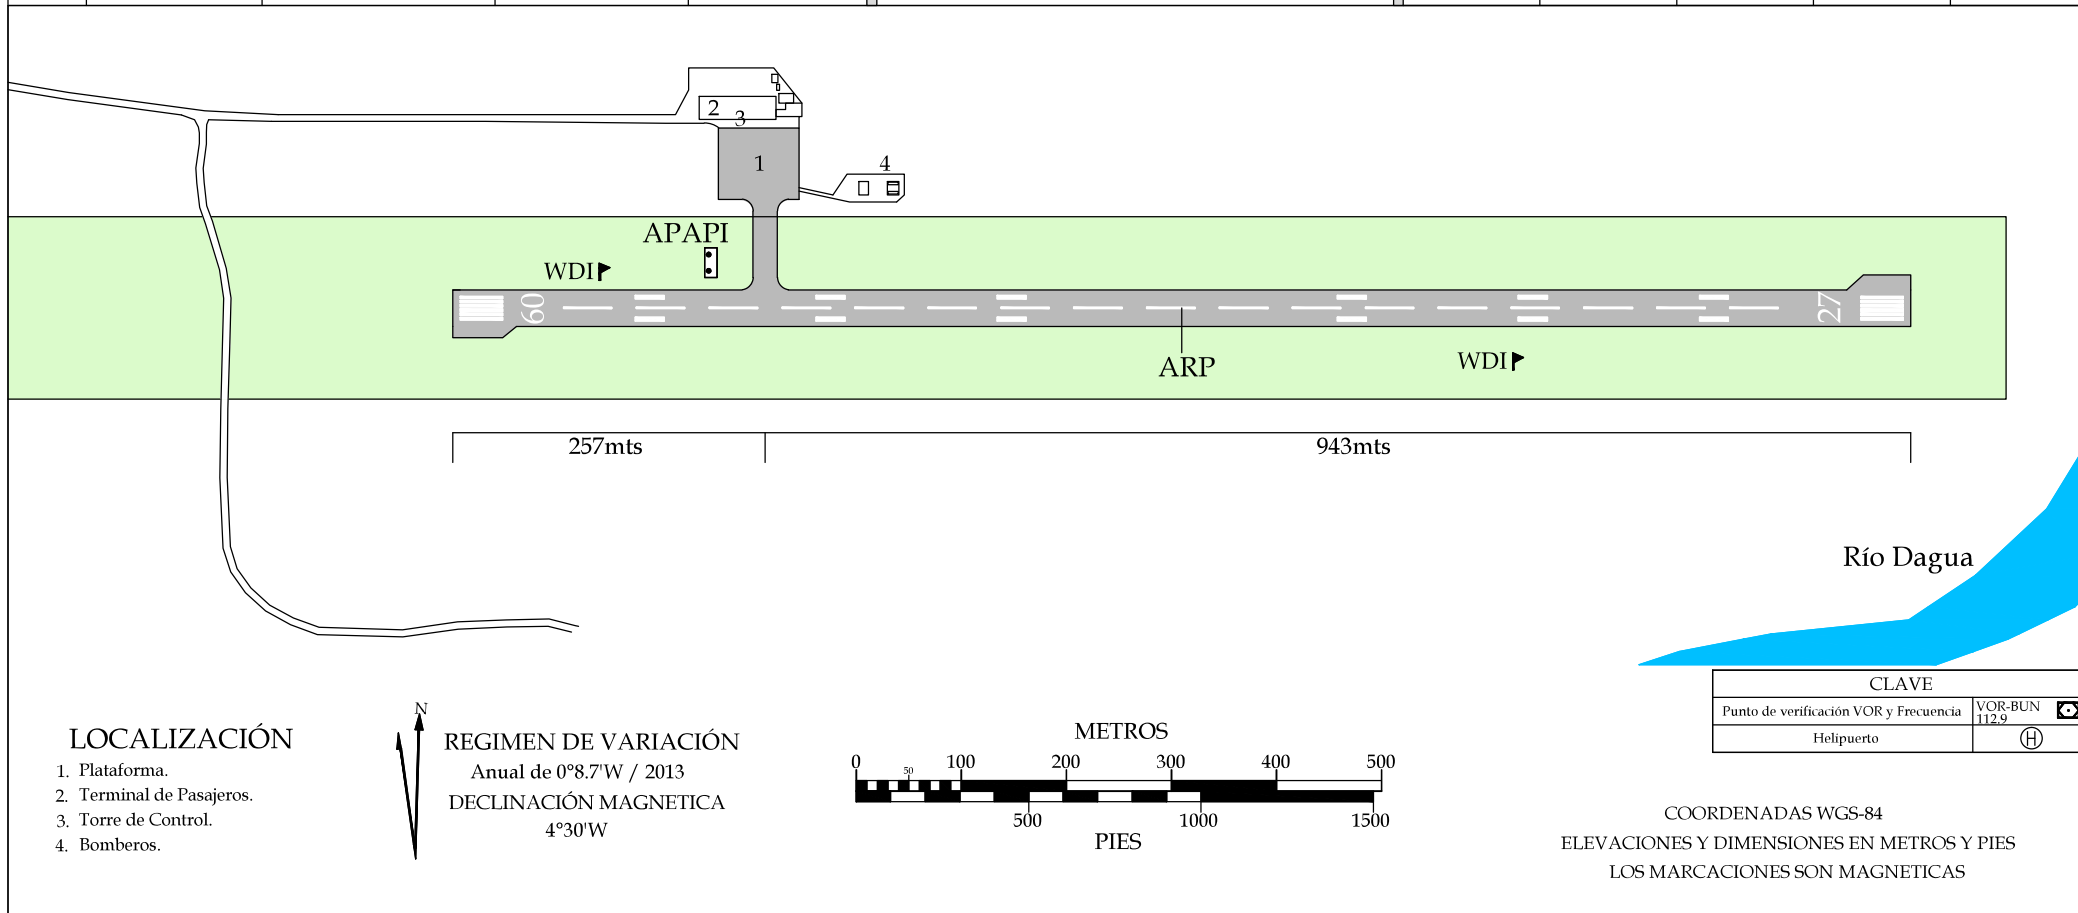 2
3
1
4
APAPI
WDI
09
27
ARP
WDI
257mts
943mts
Río Dagua
CLAVE
Punto de verificación VOR y Frecuencia
VOR-BUN
112.9
Helipuerto
H
LOCALIZACIÓN
1. Plataforma.
2. Terminal de Pasajeros.
3. Torre de Control.
4. Bomberos.
N
REGIMEN DE VARIACIÓN
Anual de 0°8.7'W / 2013
DECLINACIÓN MAGNETICA
4°30'W
METROS
0 50 100 200 300 400 500
500 1000 1500
PIES
COORDENADAS WGS-84
ELEVACIONES Y DIMENSIONES EN METROS Y PIES
LOS MARCACIONES SON MAGNETICAS